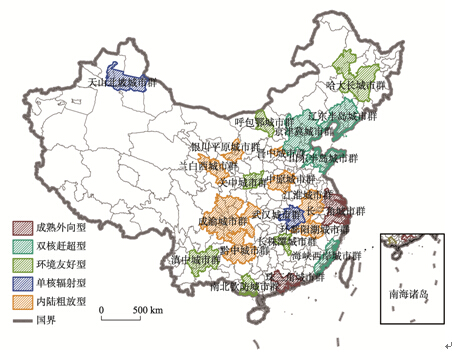 天山北坡城市群
哈大长城市群
辽东半岛城市群
呼包鄂城市群
京津冀城市群
银川平原城市群
晋中城市群
山东半岛城市群
兰白西城市群
关中城市群
中原城市群
江淮城市群
长三角城市群
成渝城市群
武汉城市群
环鄱阳湖城市群
长株潭城市群
黔中城市群
海峡西岸城市群
滇中城市群
珠三角城市群
南北钦防城市群
成熟外向型
双核赶超型
环境友好型
单核辐射型
内陆粗放型
国界
0 500 km
南海诸岛